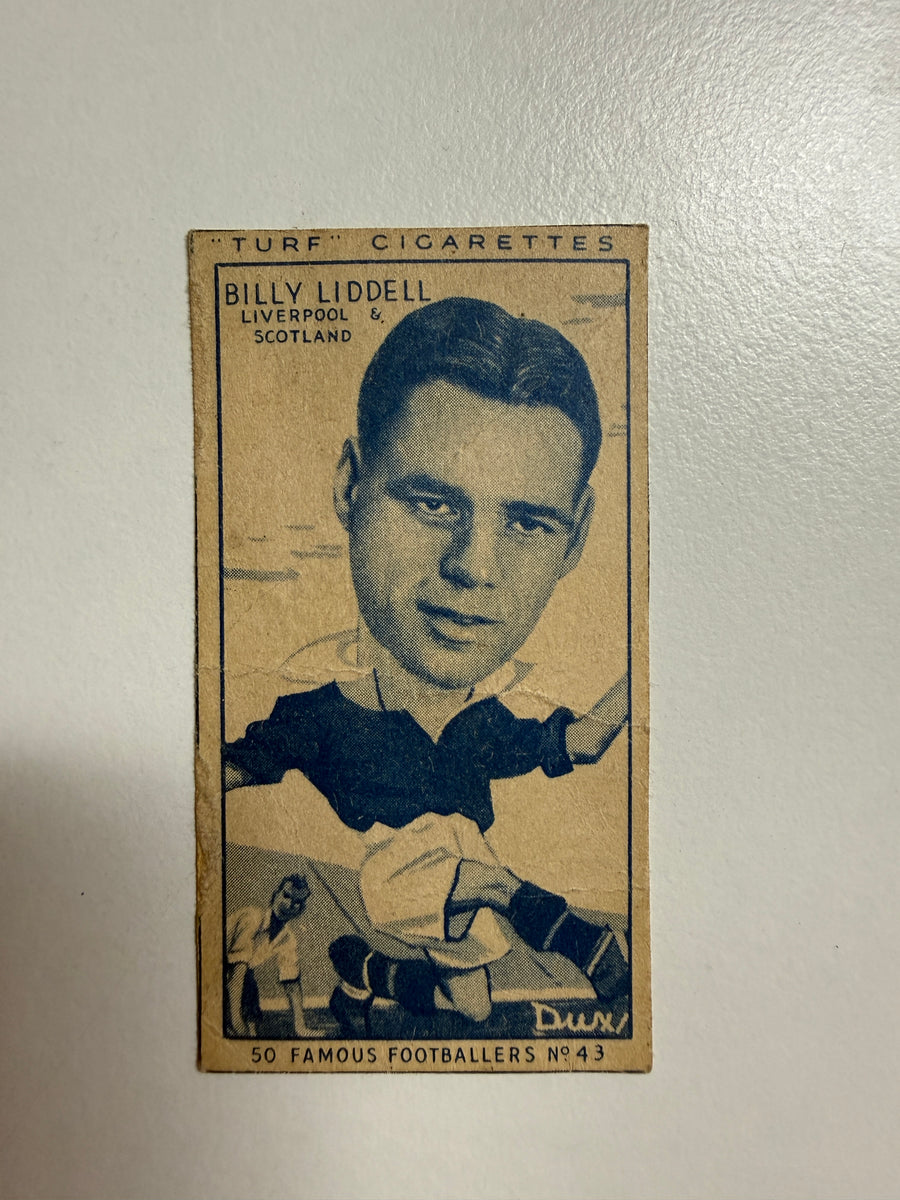 "TURF" CIGARETTES
BILLY LIDDELL
LIVERPOOL &
SCOTLAND
Dux
50 FAMOUS FOOTBALLERS Nº 43